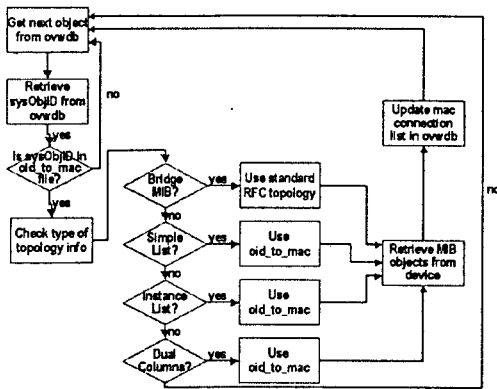 Get next object
from ovwdb
Retrieve
sysObjID from
ovwdb
no
yes
Is sysObjID in
oid_to_mac
file?
yes
Check type of
topology info
Bridge
MIB?
yes
Use standard
RFC topology
no
Simple
List?
yes
Use
oid_to_mac
no
Instance
List?
yes
Use
oid_to_mac
no
Dual
Columns?
yes
Use
oid_to_mac
Update mac
connection
list in ovwdb
Retrieve MIB
objects from
device
no